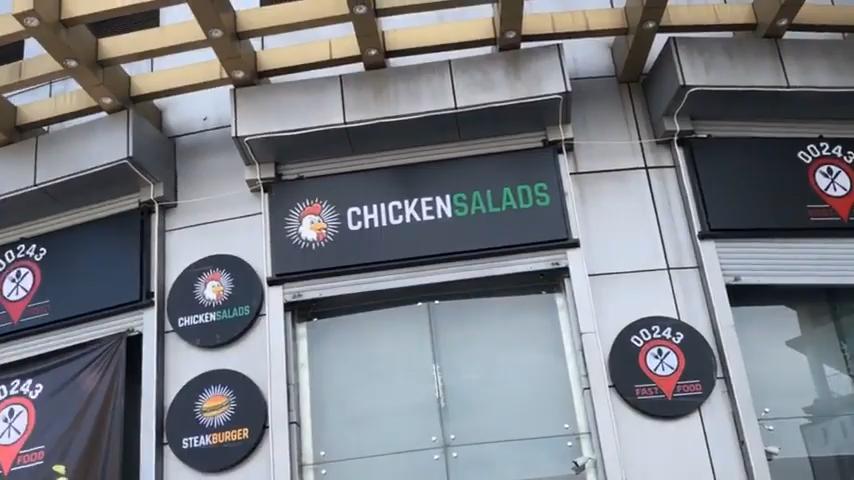 00243
CHICKENSALADS
00243
CHICKENSALADS
00243
FAST FOOD
00243
FOOD
STEAKBURGER